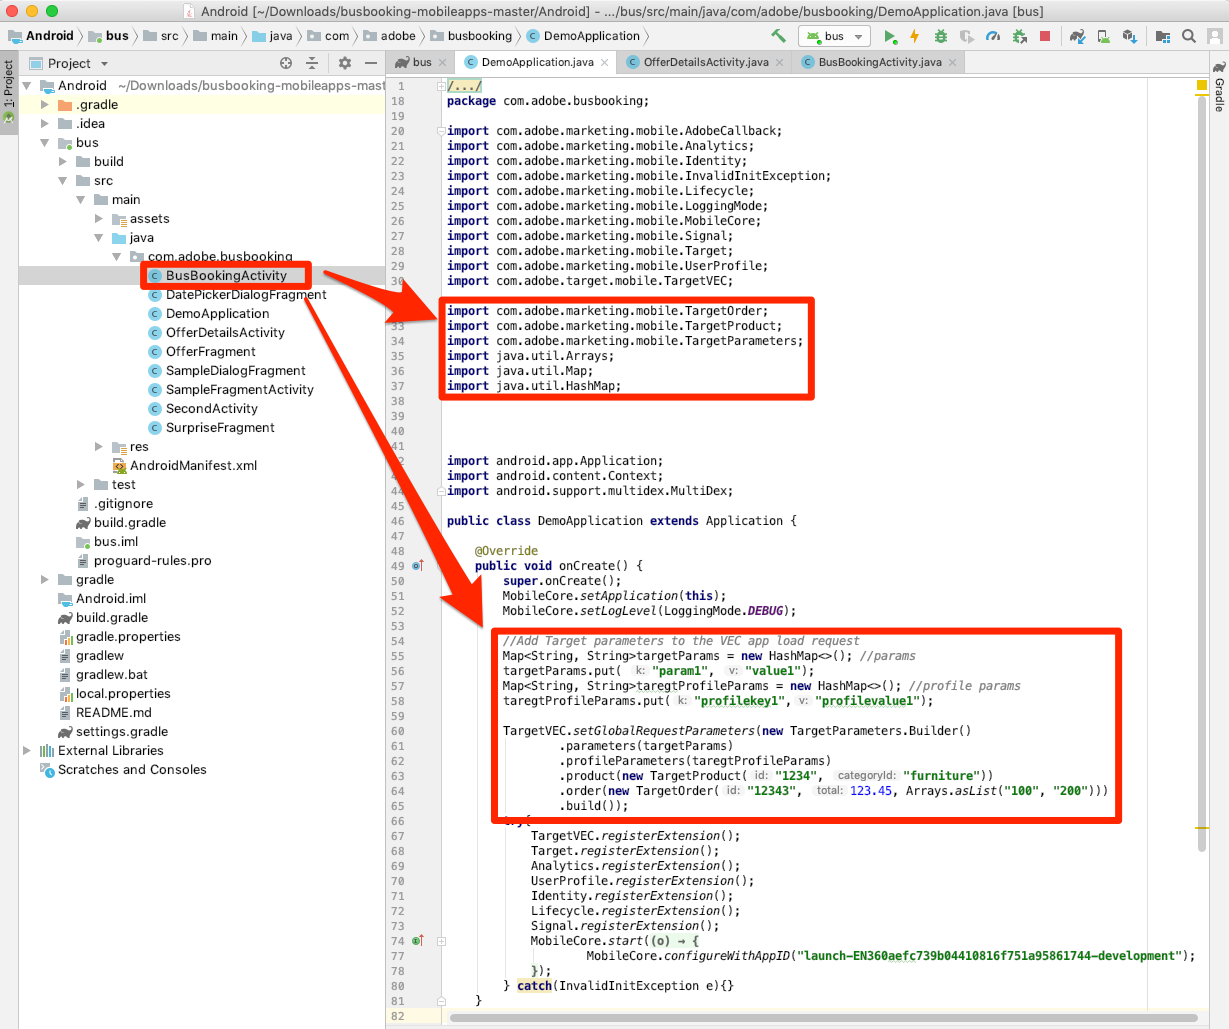 Android [~/Downloads/busbooking-mobileapps-master/Android] - .../bus/src/main/java/com/adobe/busbooking/DemoApplication.java [bus]
Android bus src main java com adobe busbooking DemoApplication bus
1: Project
Project
bus DemoApplication.java OfferDetailsActivity.java BusBookingActivity.java
Gradle
Android ~/Downloads/busbooking-mobileapps-mast
.gradle
.idea
bus
build
src
main
assets
java
com.adobe.busbooking
BusBookingActivity
DatePickerDialogFragment
DemoApplication
OfferDetailsActivity
OfferFragment
SampleDialogFragment
SampleFragmentActivity
SecondActivity
SurpriseFragment
res
AndroidManifest.xml
test
.gitignore
build.gradle
bus.iml
proguard-rules.pro
gradle
Android.iml
build.gradle
gradle.properties
gradlew
gradlew.bat
local.properties
README.md
settings.gradle
External Libraries
Scratches and Consoles
1 /.../
18 package com.adobe.busbooking;
19
20 import com.adobe.marketing.mobile.AdobeCallback;
21 import com.adobe.marketing.mobile.Analytics;
22 import com.adobe.marketing.mobile.Identity;
23 import com.adobe.marketing.mobile.InvalidInitException;
24 import com.adobe.marketing.mobile.Lifecycle;
25 import com.adobe.marketing.mobile.LoggingMode;
26 import com.adobe.marketing.mobile.MobileCore;
27 import com.adobe.marketing.mobile.Signal;
28 import com.adobe.marketing.mobile.Target;
29 import com.adobe.marketing.mobile.UserProfile;
import com.adobe.target.mobile.TargetVEC;
import com.adobe.marketing.mobile.TargetOrder;
33 import com.adobe.marketing.mobile.TargetProduct;
34 import com.adobe.marketing.mobile.TargetParameters;
35 import java.util.Arrays;
36 import java.util.Map;
37 import java.util.HashMap;
38
39
40
41
import android.app.Application;
import android.content.Context;
44 import android.support.multidex.MultiDex;
45
46 public class DemoApplication extends Application {
47
48 @Override
49 public void onCreate() {
50 super.onCreate();
51 MobileCore.setApplication(this);
52 MobileCore.setLogLevel(LoggingMode.DEBUG);
53
54 //Add Target parameters to the VEC app load request
55 Map<String, String>targetParams = new HashMap<>(); //params
56 targetParams.put( k: "param1", v: "value1");
57 Map<String, String>taregtProfileParams = new HashMap<>(); //profile params
58 taregtProfileParams.put( k: "profilekey1", v: "profilevalue1");
59
60 TargetVEC.setGlobalRequestParameters(new TargetParameters.Builder()
61 .parameters(targetParams)
62 .profileParameters(taregtProfileParams)
63 .product(new TargetProduct( id: "1234", categoryId: "furniture"))
64 .order(new TargetOrder( id: "12343", total: 123.45, Arrays.asList("100", "200")))
65 .build());
66 try{
67 TargetVEC.registerExtension();
68 Target.registerExtension();
69 Analytics.registerExtension();
70 UserProfile.registerExtension();
71 Identity.registerExtension();
72 Lifecycle.registerExtension();
73 Signal.registerExtension();
74 MobileCore.start((o) → {
77 MobileCore.configureWithAppID("launch-EN360aefc739b04410816f751a95861744-development");
78 });
80 } catch(InvalidInitException e){}
81 }
82